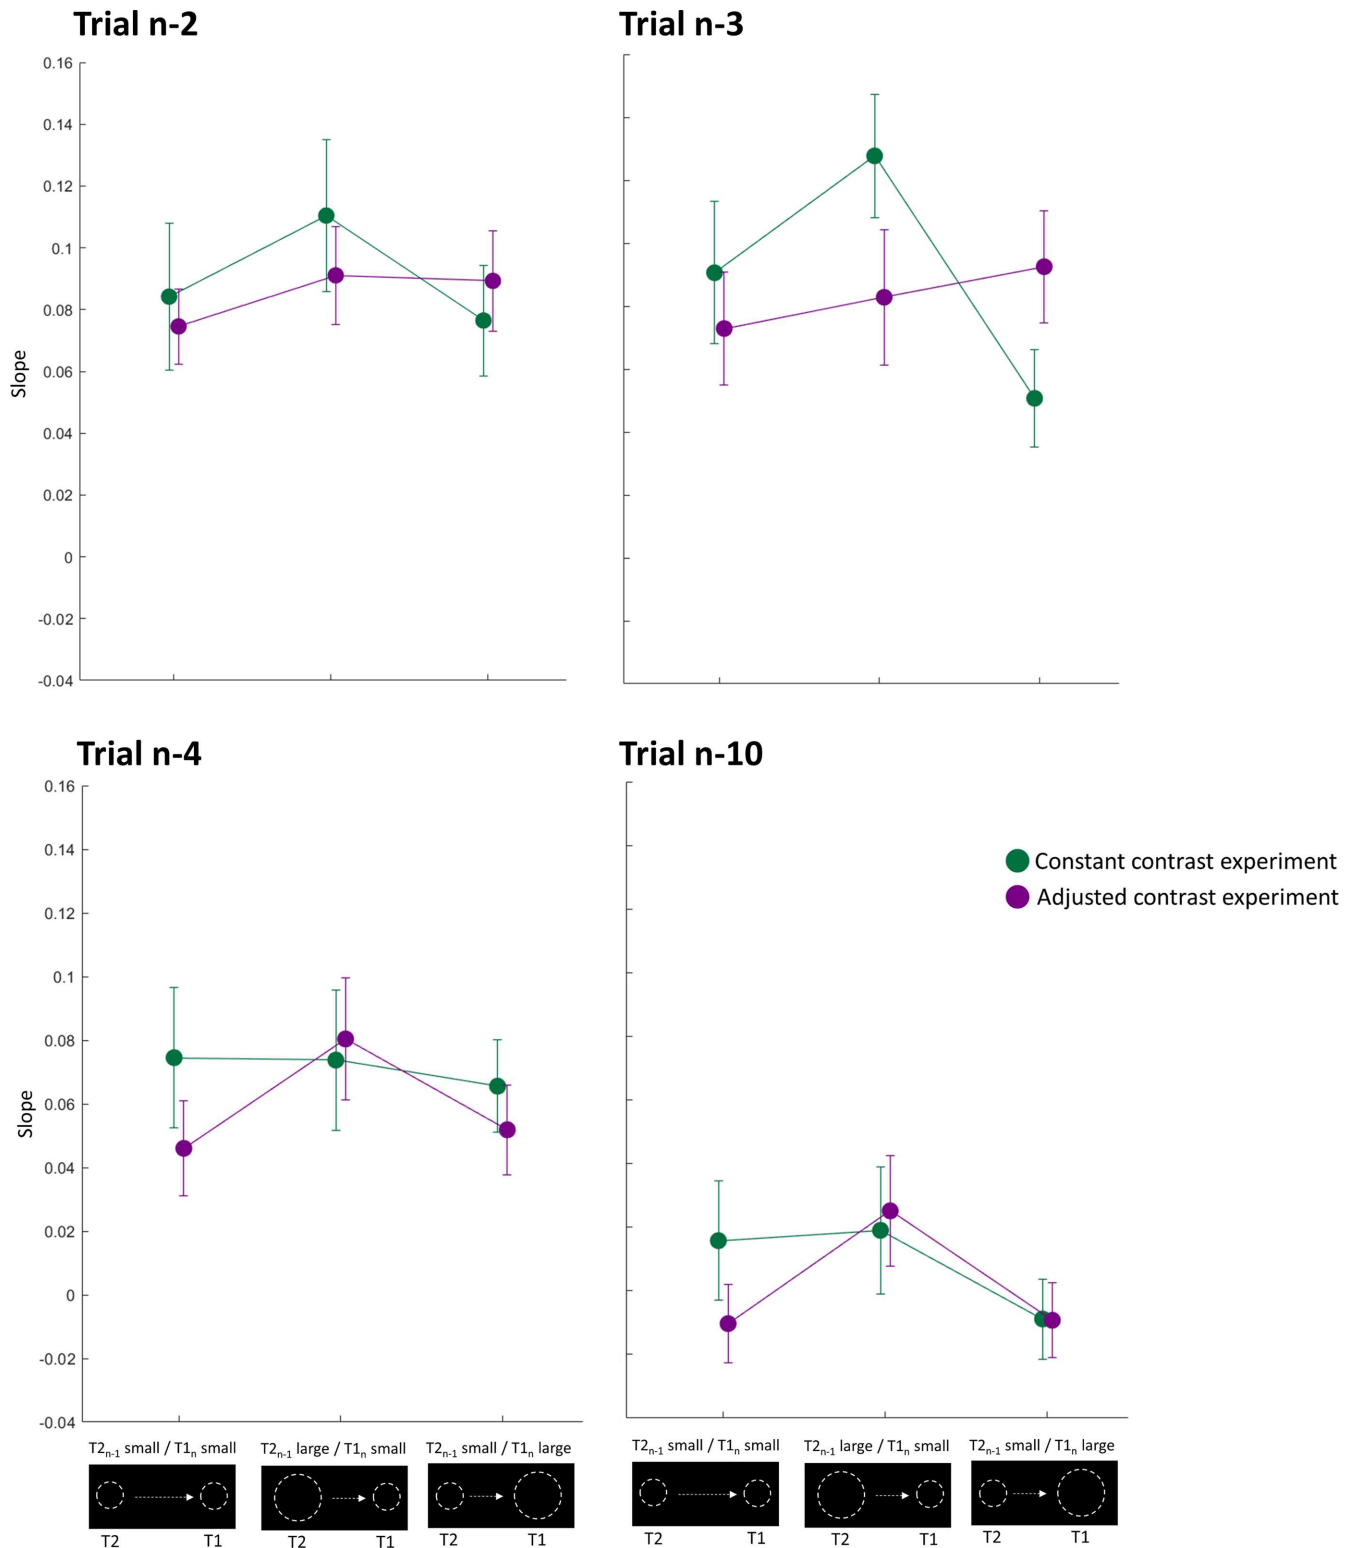 Trial n-2
Trial n-3
0.16
0.14
0.12
0.1
0.08
0.06
0.04
0.02
0
-0.02
-0.04
Slope
Trial n-4
Trial n-10
0.16
0.14
0.12
0.1
0.08
0.06
0.04
0.02
0
-0.02
-0.04
Slope
Constant contrast experiment
Adjusted contrast experiment
T2n-1 small / T1n small
T2n-1 large / T1n small
T2n-1 small / T1n large
T2n-1 small / T1n small
T2n-1 large / T1n small
T2n-1 small / T1n large
T2 T1
T2 T1
T2 T1
T2 T1
T2 T1
T2 T1